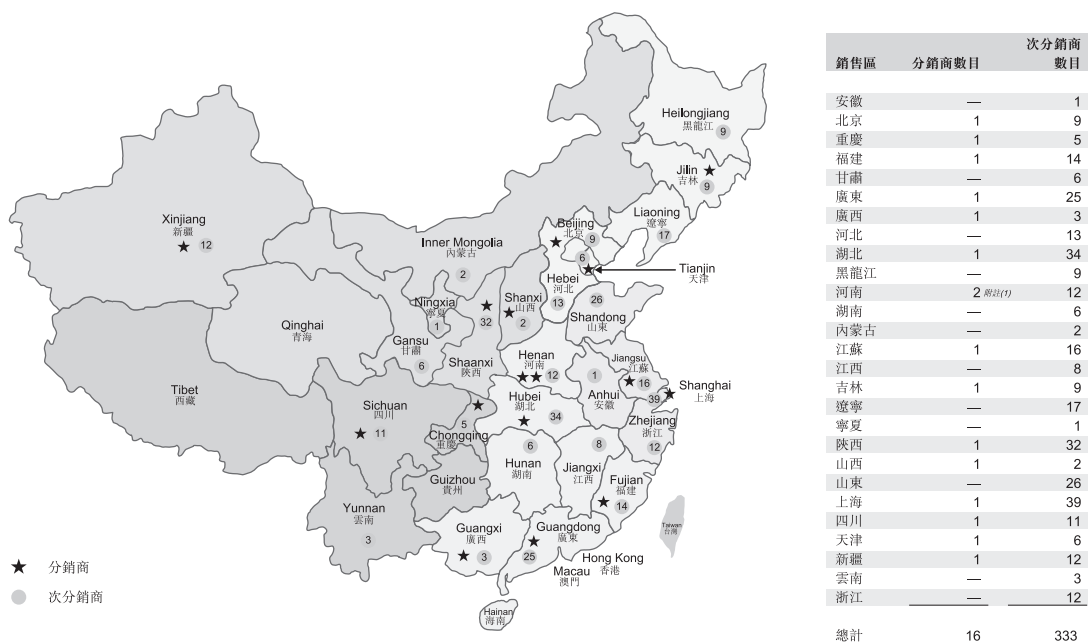 Heilongjiang
黑龍江
9
Jilin
吉林
9
Liaoning
遼寧
17
Xinjiang
新疆
12
Inner Mongolia
內蒙古
2
Beijing
北京
9
6
Tianjin
天津
Hebei
河北
13
Shanxi
山西
2
Ningxia
寧夏
1
32
Shaanxi
陝西
26
Shandong
山東
Qinghai
青海
Gansu
甘肅
6
Henan
河南
12
Jiangsu
江蘇
16
1
Anhui
安徽
39
Shanghai
上海
Tibet
西藏
Sichuan
四川
11
Hubei
湖北
34
5
Chongqing
重慶
Zhejiang
浙江
12
6
Hunan
湖南
8
Jiangxi
江西
Guizhou
貴州
Fujian
福建
14
Yunnan
雲南
3
Guangxi
廣西
3
Guangdong
廣東
25
Taiwan
台灣
Hong Kong
香港
Macau
澳門
Hainan
海南
★ 分銷商
次分銷商
次分銷商
銷售區 分銷商數目 數目
安徽 — 1
北京 1 9
重慶 1 5
福建 1 14
甘肅 — 6
廣東 1 25
廣西 1 3
河北 — 13
湖北 1 34
黑龍江 — 9
河南 2 附註(1) 12
湖南 — 6
內蒙古 — 2
江蘇 1 16
江西 — 8
吉林 1 9
遼寧 — 17
寧夏 — 1
陝西 1 32
山西 1 2
山東 — 26
上海 1 39
四川 1 11
天津 1 6
新疆 1 12
雲南 — 3
浙江 — 12
總計 16 333